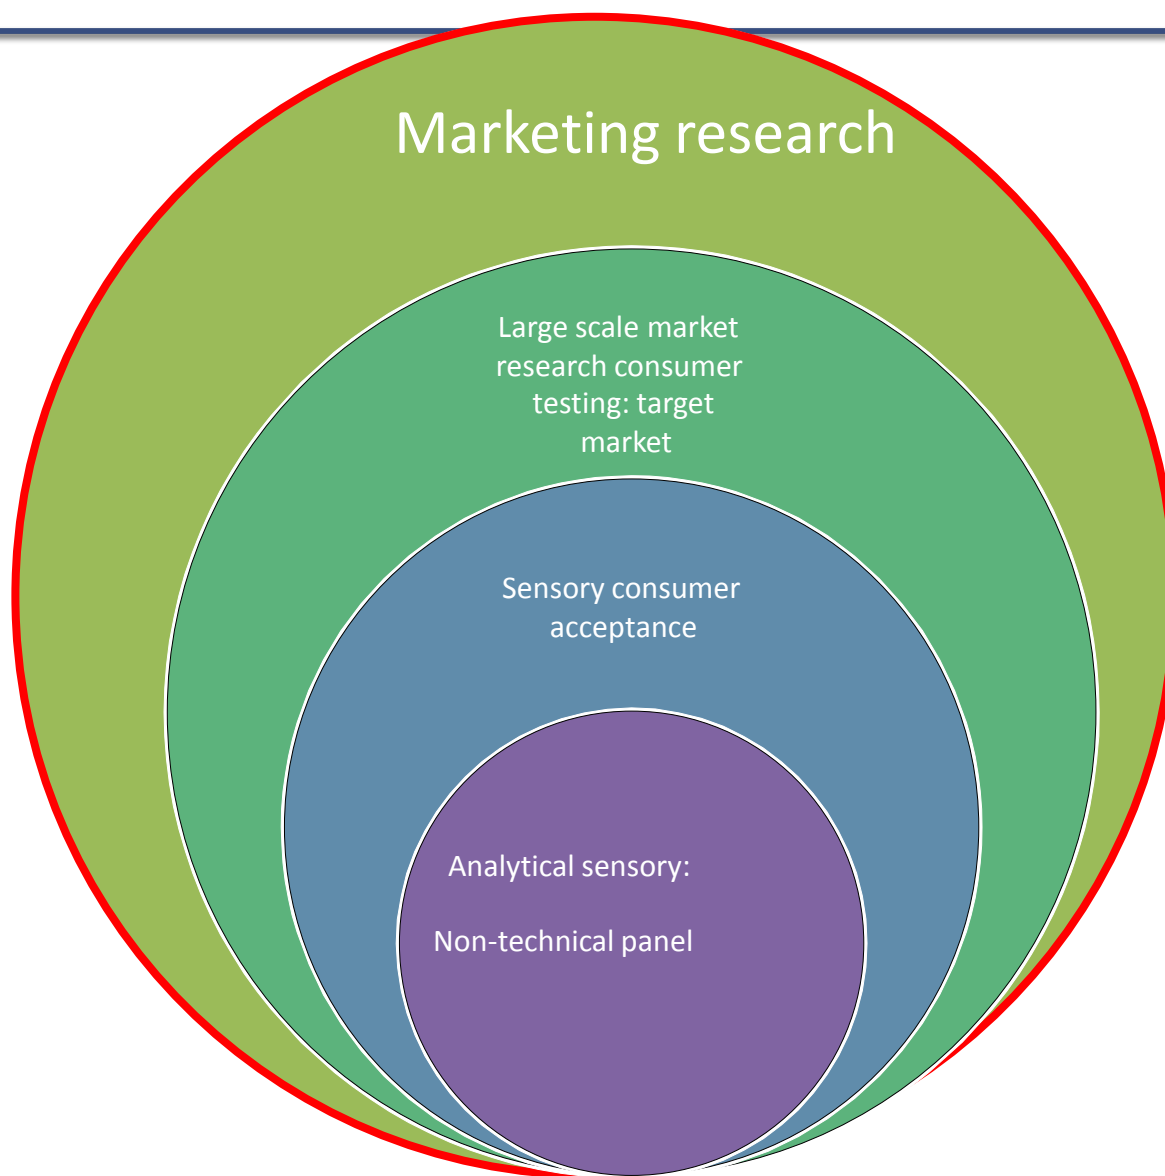 Marketing research
Large scale market
research consumer
testing: target
market
Sensory consumer
acceptance
Analytical sensory:
Non-technical panel